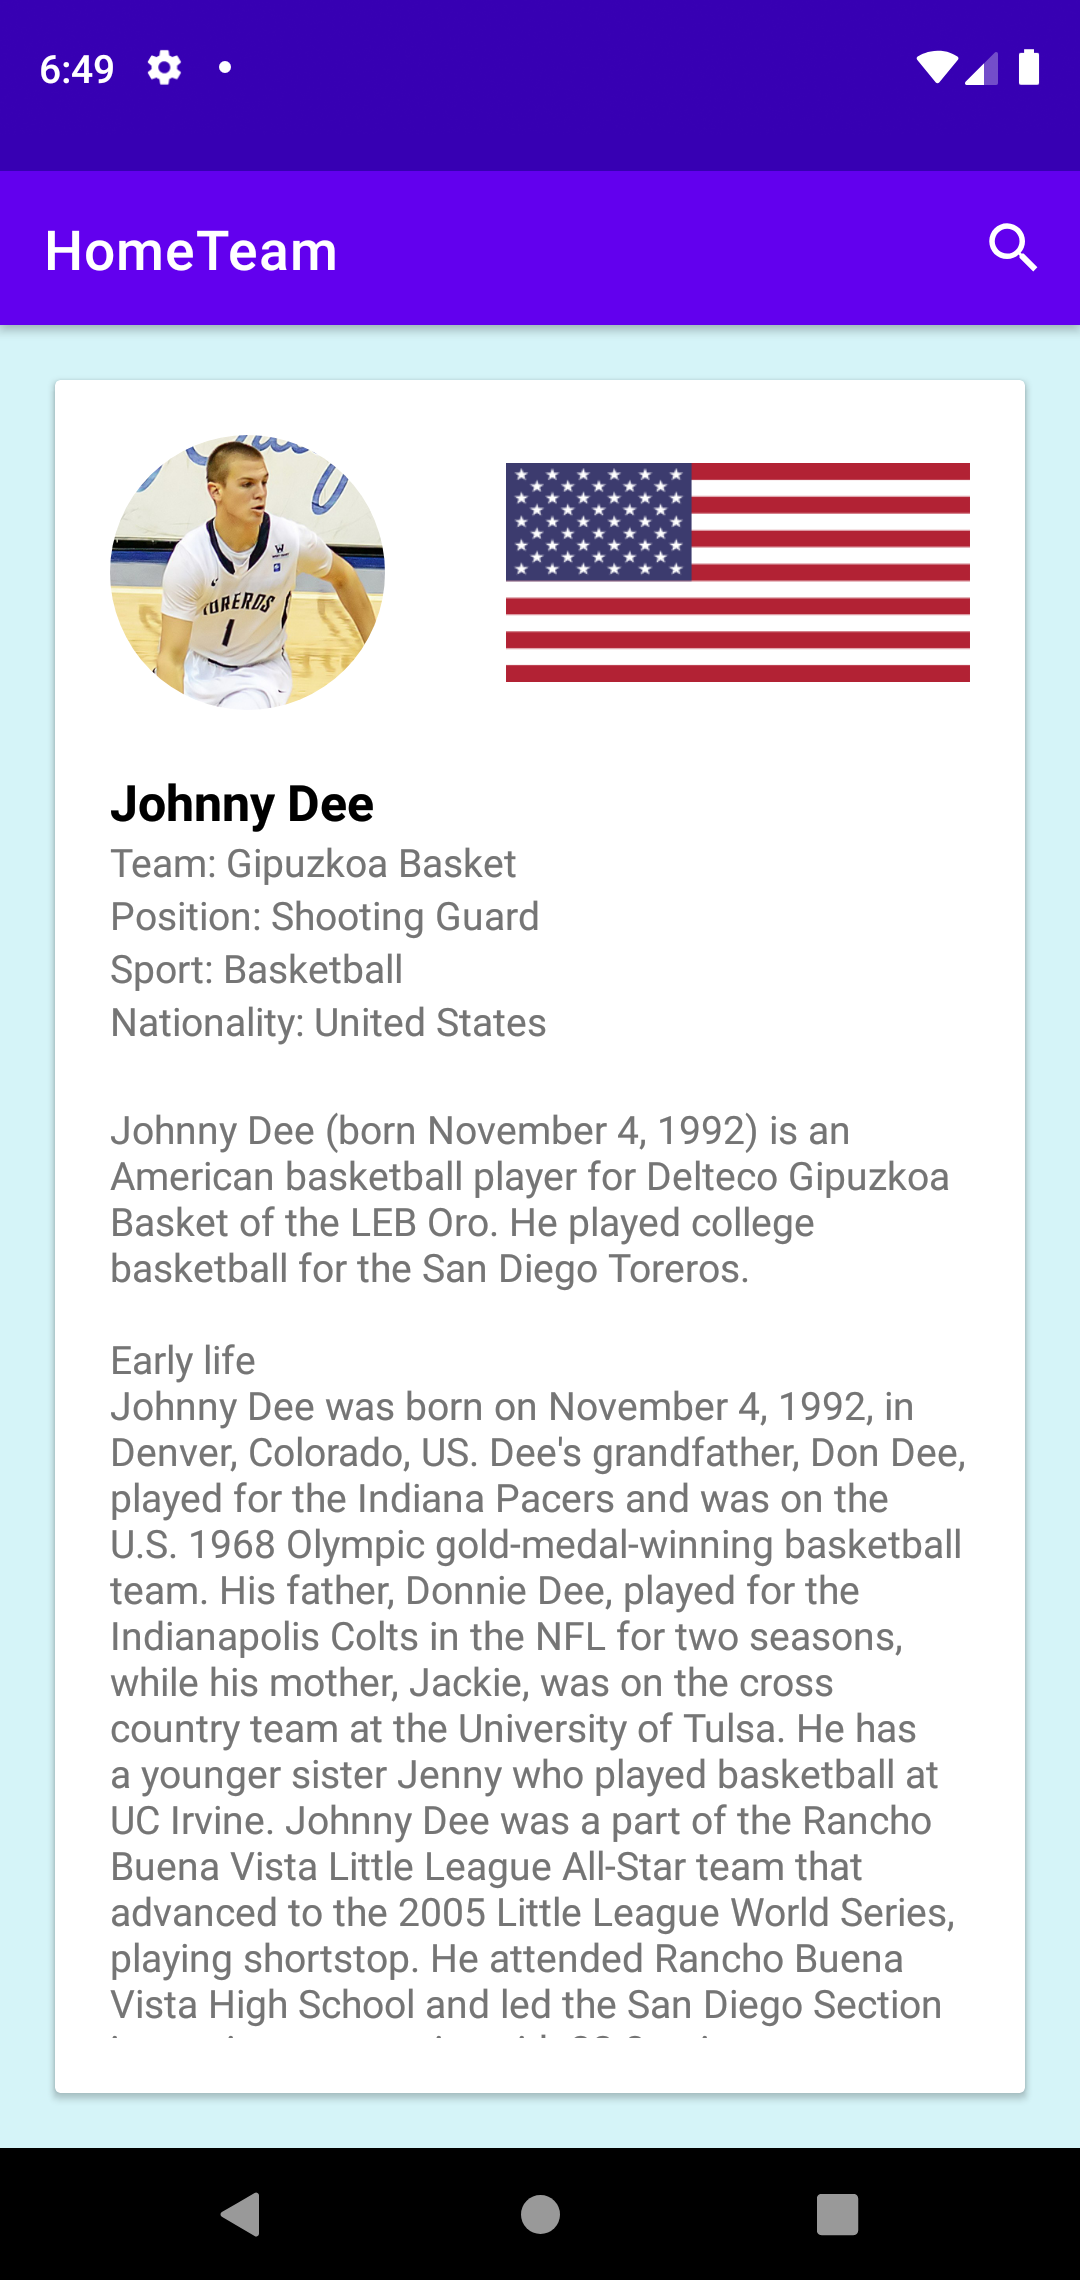 6:49
HomeTeam
TOREROS
1
Johnny Dee
Team: Gipuzkoa Basket
Position: Shooting Guard
Sport: Basketball
Nationality: United States
Johnny Dee (born November 4, 1992) is an
American basketball player for Delteco Gipuzkoa
Basket of the LEB Oro. He played college
basketball for the San Diego Toreros.
Early life
Johnny Dee was born on November 4, 1992, in
Denver, Colorado, US. Dee's grandfather, Don Dee,
played for the Indiana Pacers and was on the
U.S. 1968 Olympic gold-medal-winning basketball
team. His father, Donnie Dee, played for the
Indianapolis Colts in the NFL for two seasons,
while his mother, Jackie, was on the cross
country team at the University of Tulsa. He has
a younger sister Jenny who played basketball at
UC Irvine. Johnny Dee was a part of the Rancho
Buena Vista Little League All-Star team that
advanced to the 2005 Little League World Series,
playing shortstop. He attended Rancho Buena
Vista High School and led the San Diego Section